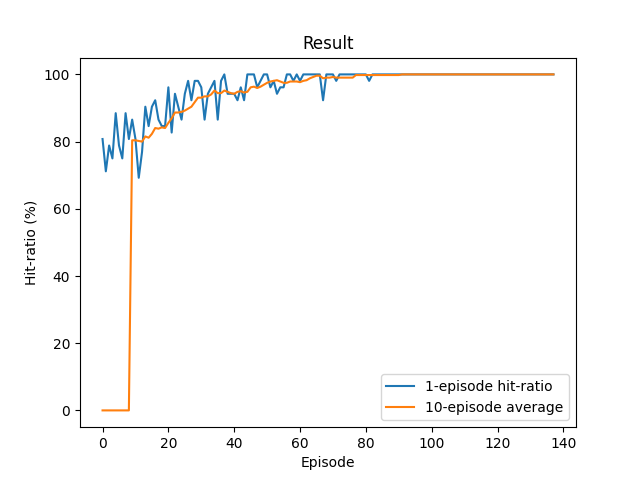 Result
Hit-ratio (%)
100
80
60
40
20
0
0 20 40 60 80 100 120 140
Episode
1-episode hit-ratio
10-episode average